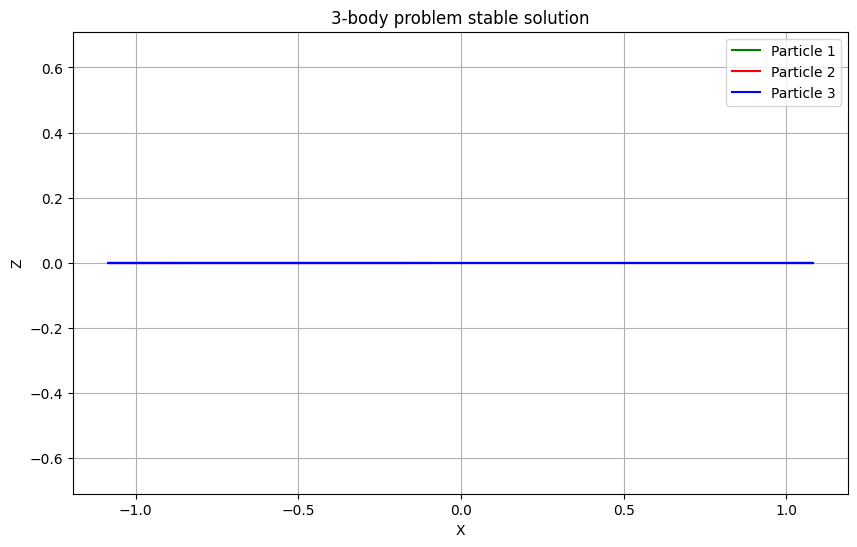 3-body problem stable solution
Particle 1
Particle 2
Particle 3
0.6
0.4
0.2
0.0
−0.2
−0.4
−0.6
Z
−1.0
−0.5
0.0
0.5
1.0
X